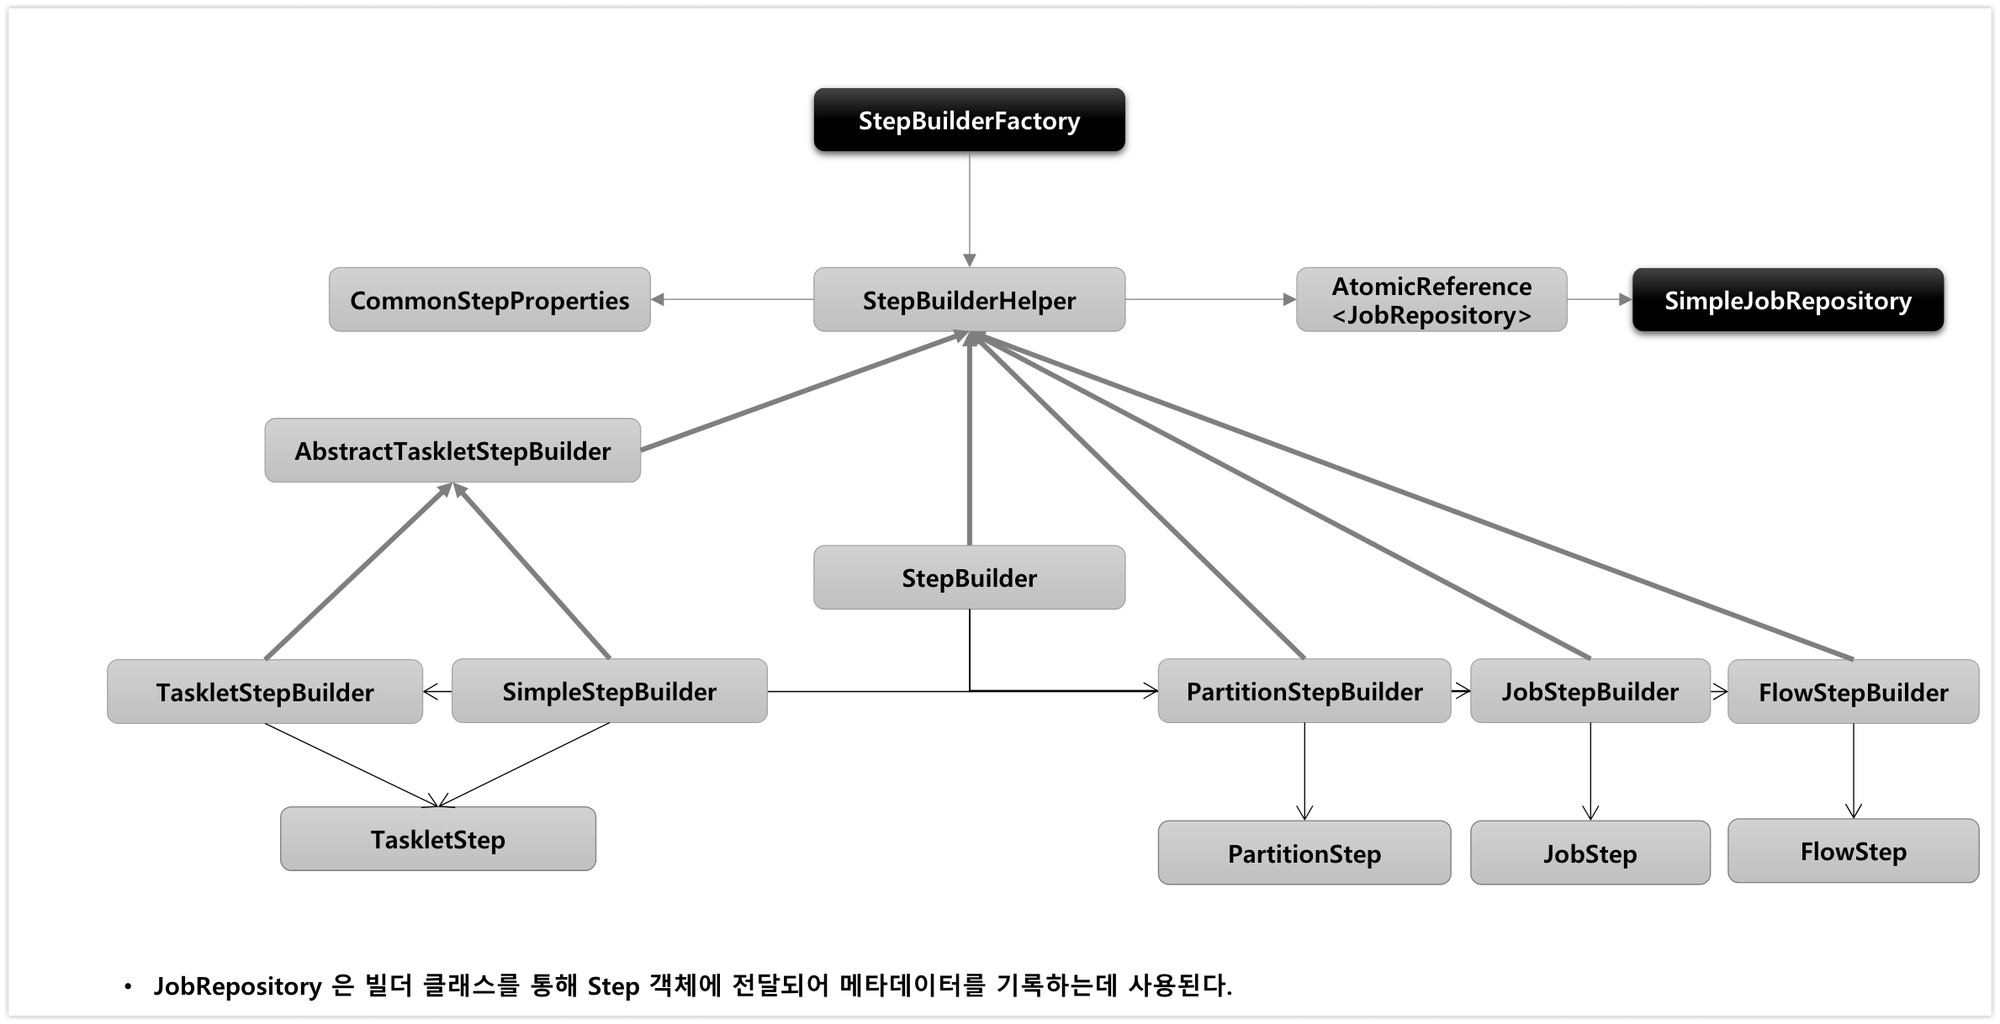 StepBuilderFactory
CommonStepProperties
StepBuilderHelper
AtomicReference
<JobRepository>
SimpleJobRepository
AbstractTaskletStepBuilder
StepBuilder
TaskletStepBuilder
SimpleStepBuilder
PartitionStepBuilder
JobStepBuilder
FlowStepBuilder
TaskletStep
PartitionStep
JobStep
FlowStep
• JobRepository 은 빌더 클래스를 통해 Step 객체에 전달되어 메타데이터를 기록하는데 사용된다.